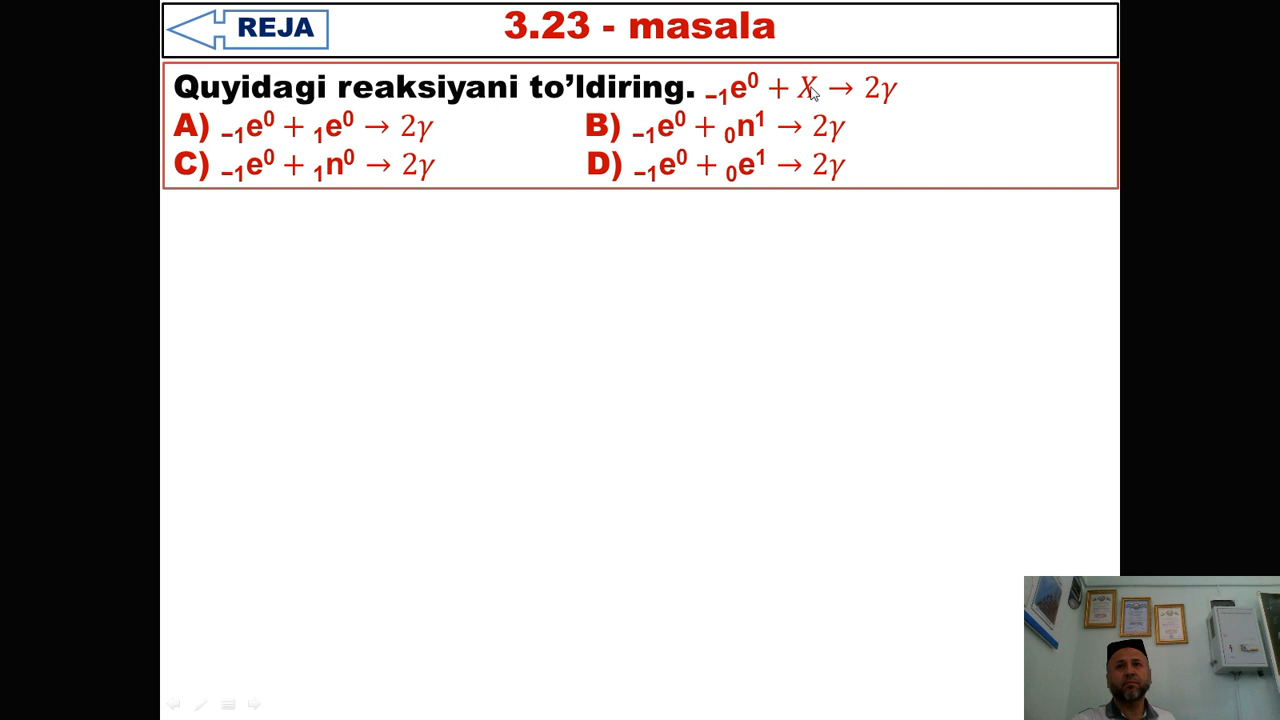 REJA
3.23 - masala
Quyidagi reaksiyani to’ldiring. ₋₁e⁰ + X → 2γ
A) ₋₁e⁰ + ₁e⁰ → 2γ B) ₋₁e⁰ + ₀n¹ → 2γ
C) ₋₁e⁰ + ₁n⁰ → 2γ D) ₋₁e⁰ + ₀e¹ → 2γ